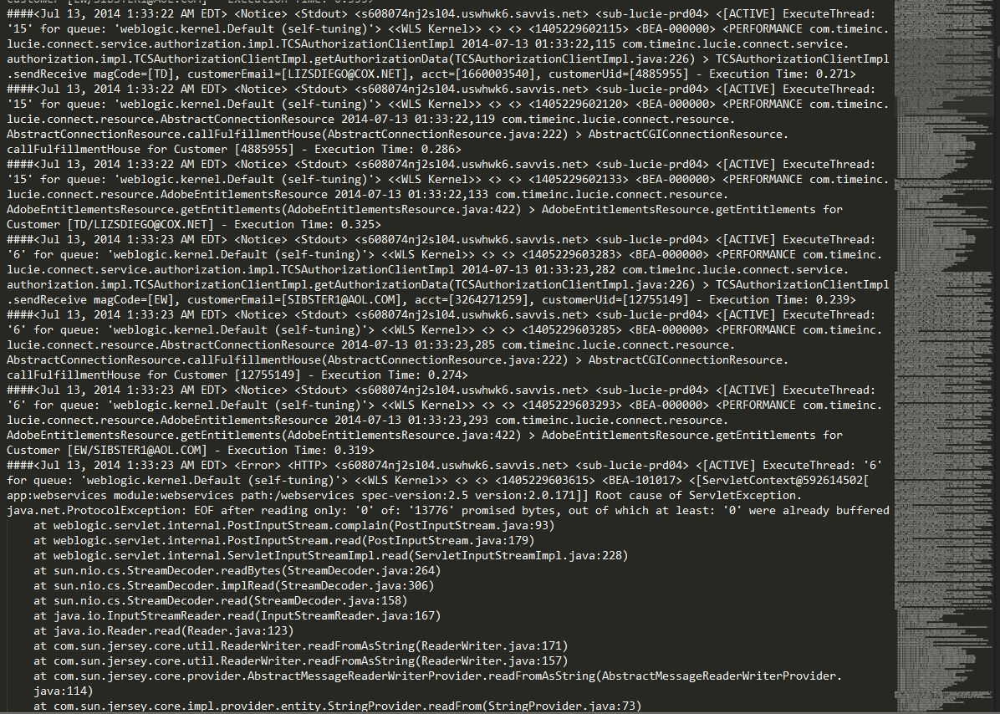 customer [EW/SIBSTER1@AOL.COM] - Execution Time: 0.333>
####<Jul 13, 2014 1:33:22 AM EDT> <Notice> <Stdout> <s608074nj2sl04.uswhwk6.savvis.net> <sub-lucie-prd04> <[ACTIVE] ExecuteThread:
'15' for queue: 'weblogic.kernel.Default (self-tuning)'> <<WLS Kernel>> <> <> <1405229602115> <BEA-000000> <PERFORMANCE com.timeinc.
lucie.connect.service.authorization.impl.TCSAuthorizationClientImpl 2014-07-13 01:33:22,115 com.timeinc.lucie.connect.service.
authorization.impl.TCSAuthorizationClientImpl.getAuthorizationData(TCSAuthorizationClientImpl.java:226) > TCSAuthorizationClientImpl
.sendReceive magCode=[TD], customerEmail=[LIZSDIEGO@COX.NET], acct=[1660003540], customerUid=[4885955] - Execution Time: 0.271>
####<Jul 13, 2014 1:33:22 AM EDT> <Notice> <Stdout> <s608074nj2sl04.uswhwk6.savvis.net> <sub-lucie-prd04> <[ACTIVE] ExecuteThread:
'15' for queue: 'weblogic.kernel.Default (self-tuning)'> <<WLS Kernel>> <> <> <1405229602120> <BEA-000000> <PERFORMANCE com.timeinc.
lucie.connect.resource.AbstractConnectionResource 2014-07-13 01:33:22,119 com.timeinc.lucie.connect.resource.
AbstractConnectionResource.callFulfillmentHouse(AbstractConnectionResource.java:222) > AbstractCGIConnectionResource.
callFulfillmentHouse for Customer [4885955] - Execution Time: 0.286>
####<Jul 13, 2014 1:33:22 AM EDT> <Notice> <Stdout> <s608074nj2sl04.uswhwk6.savvis.net> <sub-lucie-prd04> <[ACTIVE] ExecuteThread:
'15' for queue: 'weblogic.kernel.Default (self-tuning)'> <<WLS Kernel>> <> <> <1405229602133> <BEA-000000> <PERFORMANCE com.timeinc.
lucie.connect.resource.AdobeEntitlementsResource 2014-07-13 01:33:22,133 com.timeinc.lucie.connect.resource.
AdobeEntitlementsResource.getEntitlements(AdobeEntitlementsResource.java:422) > AdobeEntitlementsResource.getEntitlements for
Customer [TD/LIZSDIEGO@COX.NET] - Execution Time: 0.325>
####<Jul 13, 2014 1:33:23 AM EDT> <Notice> <Stdout> <s608074nj2sl04.uswhwk6.savvis.net> <sub-lucie-prd04> <[ACTIVE] ExecuteThread:
'6' for queue: 'weblogic.kernel.Default (self-tuning)'> <<WLS Kernel>> <> <> <1405229603283> <BEA-000000> <PERFORMANCE com.timeinc.
lucie.connect.service.authorization.impl.TCSAuthorizationClientImpl 2014-07-13 01:33:23,282 com.timeinc.lucie.connect.service.
authorization.impl.TCSAuthorizationClientImpl.getAuthorizationData(TCSAuthorizationClientImpl.java:226) > TCSAuthorizationClientImpl
.sendReceive magCode=[EW], customerEmail=[SIBSTER1@AOL.COM], acct=[3264271259], customerUid=[12755149] - Execution Time: 0.239>
####<Jul 13, 2014 1:33:23 AM EDT> <Notice> <Stdout> <s608074nj2sl04.uswhwk6.savvis.net> <sub-lucie-prd04> <[ACTIVE] ExecuteThread:
'6' for queue: 'weblogic.kernel.Default (self-tuning)'> <<WLS Kernel>> <> <> <1405229603285> <BEA-000000> <PERFORMANCE com.timeinc.
lucie.connect.resource.AbstractConnectionResource 2014-07-13 01:33:23,285 com.timeinc.lucie.connect.resource.
AbstractConnectionResource.callFulfillmentHouse(AbstractConnectionResource.java:222) > AbstractCGIConnectionResource.
callFulfillmentHouse for Customer [12755149] - Execution Time: 0.274>
####<Jul 13, 2014 1:33:23 AM EDT> <Notice> <Stdout> <s608074nj2sl04.uswhwk6.savvis.net> <sub-lucie-prd04> <[ACTIVE] ExecuteThread:
'6' for queue: 'weblogic.kernel.Default (self-tuning)'> <<WLS Kernel>> <> <> <1405229603293> <BEA-000000> <PERFORMANCE com.timeinc.
lucie.connect.resource.AdobeEntitlementsResource 2014-07-13 01:33:23,293 com.timeinc.lucie.connect.resource.
AdobeEntitlementsResource.getEntitlements(AdobeEntitlementsResource.java:422) > AdobeEntitlementsResource.getEntitlements for
Customer [EW/SIBSTER1@AOL.COM] - Execution Time: 0.319>
####<Jul 13, 2014 1:33:23 AM EDT> <Error> <HTTP> <s608074nj2sl04.uswhwk6.savvis.net> <sub-lucie-prd04> <[ACTIVE] ExecuteThread: '6'
for queue: 'weblogic.kernel.Default (self-tuning)'> <<WLS Kernel>> <> <> <1405229603615> <BEA-101017> <[ServletContext@592614502[
app:webservices module:webservices path:/webservices spec-version:2.5 version:2.0.171]] Root cause of ServletException.
java.net.ProtocolException: EOF after reading only: '0' of: '13776' promised bytes, out of which at least: '0' were already buffered
at weblogic.servlet.internal.PostInputStream.complain(PostInputStream.java:93)
at weblogic.servlet.internal.PostInputStream.read(PostInputStream.java:179)
at weblogic.servlet.internal.ServletInputStreamImpl.read(ServletInputStreamImpl.java:228)
at sun.nio.cs.StreamDecoder.readBytes(StreamDecoder.java:264)
at sun.nio.cs.StreamDecoder.implRead(StreamDecoder.java:306)
at sun.nio.cs.StreamDecoder.read(StreamDecoder.java:158)
at java.io.InputStreamReader.read(InputStreamReader.java:167)
at java.io.Reader.read(Reader.java:123)
at com.sun.jersey.core.util.ReaderWriter.readFromAsString(ReaderWriter.java:171)
at com.sun.jersey.core.util.ReaderWriter.readFromAsString(ReaderWriter.java:157)
at com.sun.jersey.core.provider.AbstractMessageReaderWriterProvider.readFromAsString(AbstractMessageReaderWriterProvider.
java:114)
at com.sun.jersey.core.impl.provider.entity.StringProvider.readFrom(StringProvider.java:73)